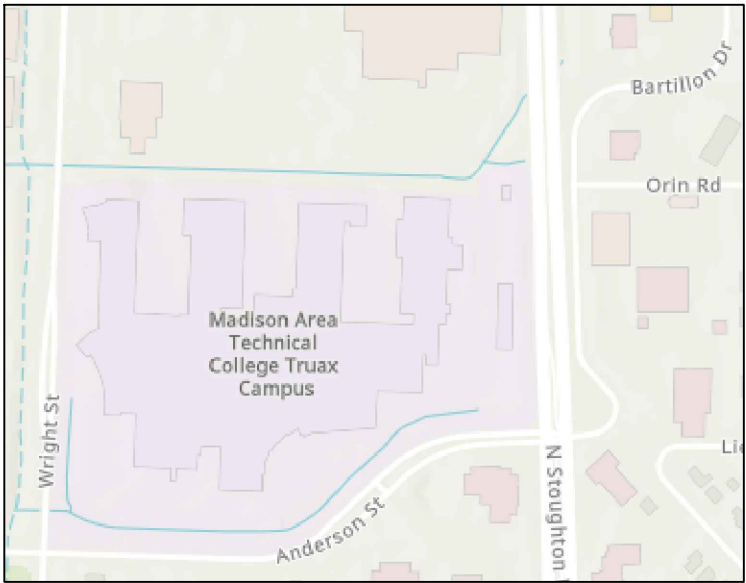 Bartillon Dr
Orin Rd
Madison Area
Technical
College Truax
Campus
Wright St
N Stoughton
Anderson St